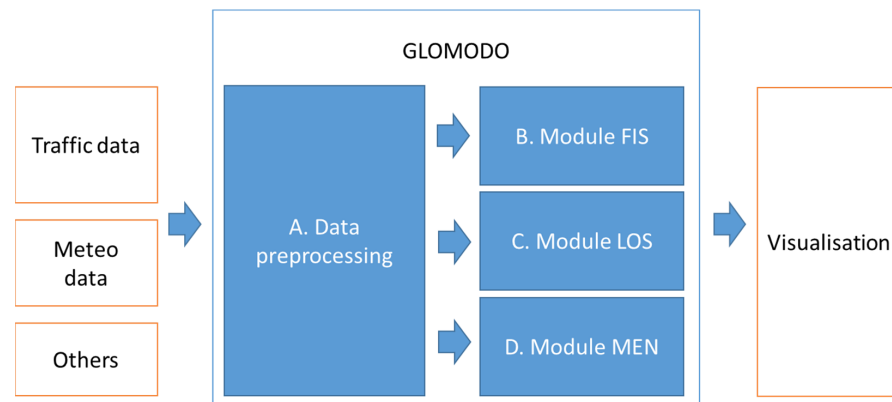 GLOMODO
Traffic data
Meteo
data
Others
A. Data
preprocessing
B. Module FIS
C. Module LOS
D. Module MEN
Visualisation